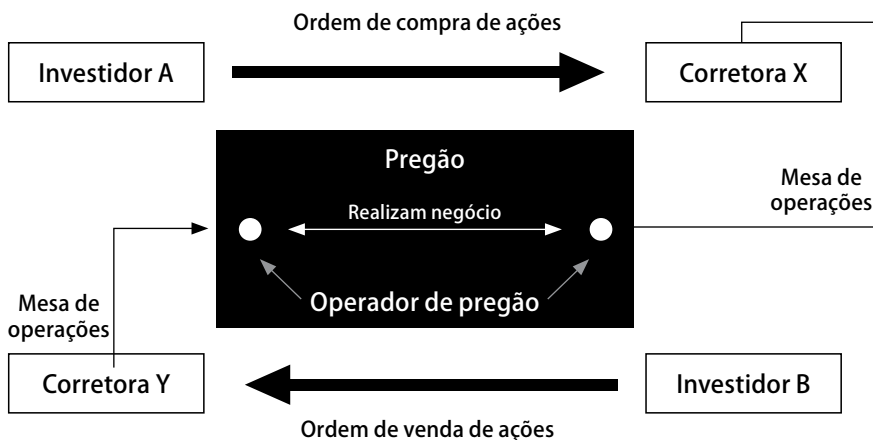 Ordem de compra de ações
Investidor A
Corretora X
Pregão
Realizam negócio
Mesa de
operações
Operador de pregão
Mesa de
operações
Corretora Y
Investidor B
Ordem de venda de ações